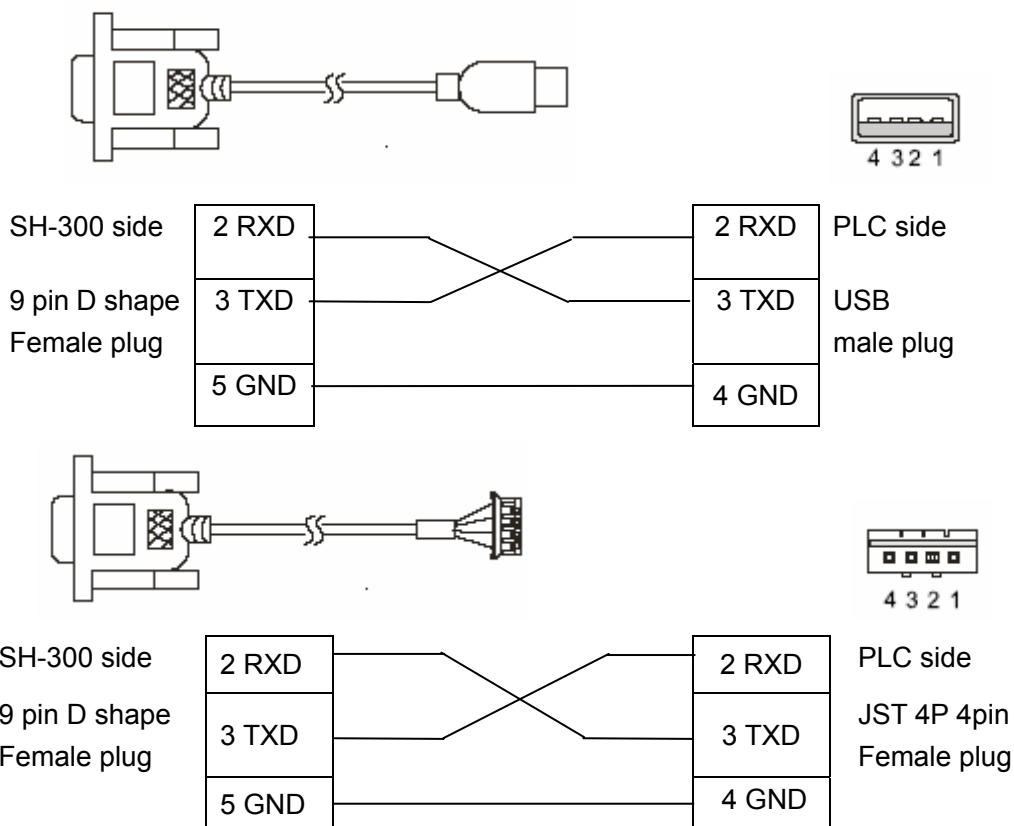 4 3 2 1
SH-300 side 2 RXD 2 RXD PLC side
9 pin D shape 3 TXD 3 TXD USB
Female plug male plug
5 GND 4 GND
4 3 2 1
SH-300 side 2 RXD 2 RXD PLC side
9 pin D shape 3 TXD 3 TXD JST 4P 4pin
Female plug Female plug
5 GND 4 GND